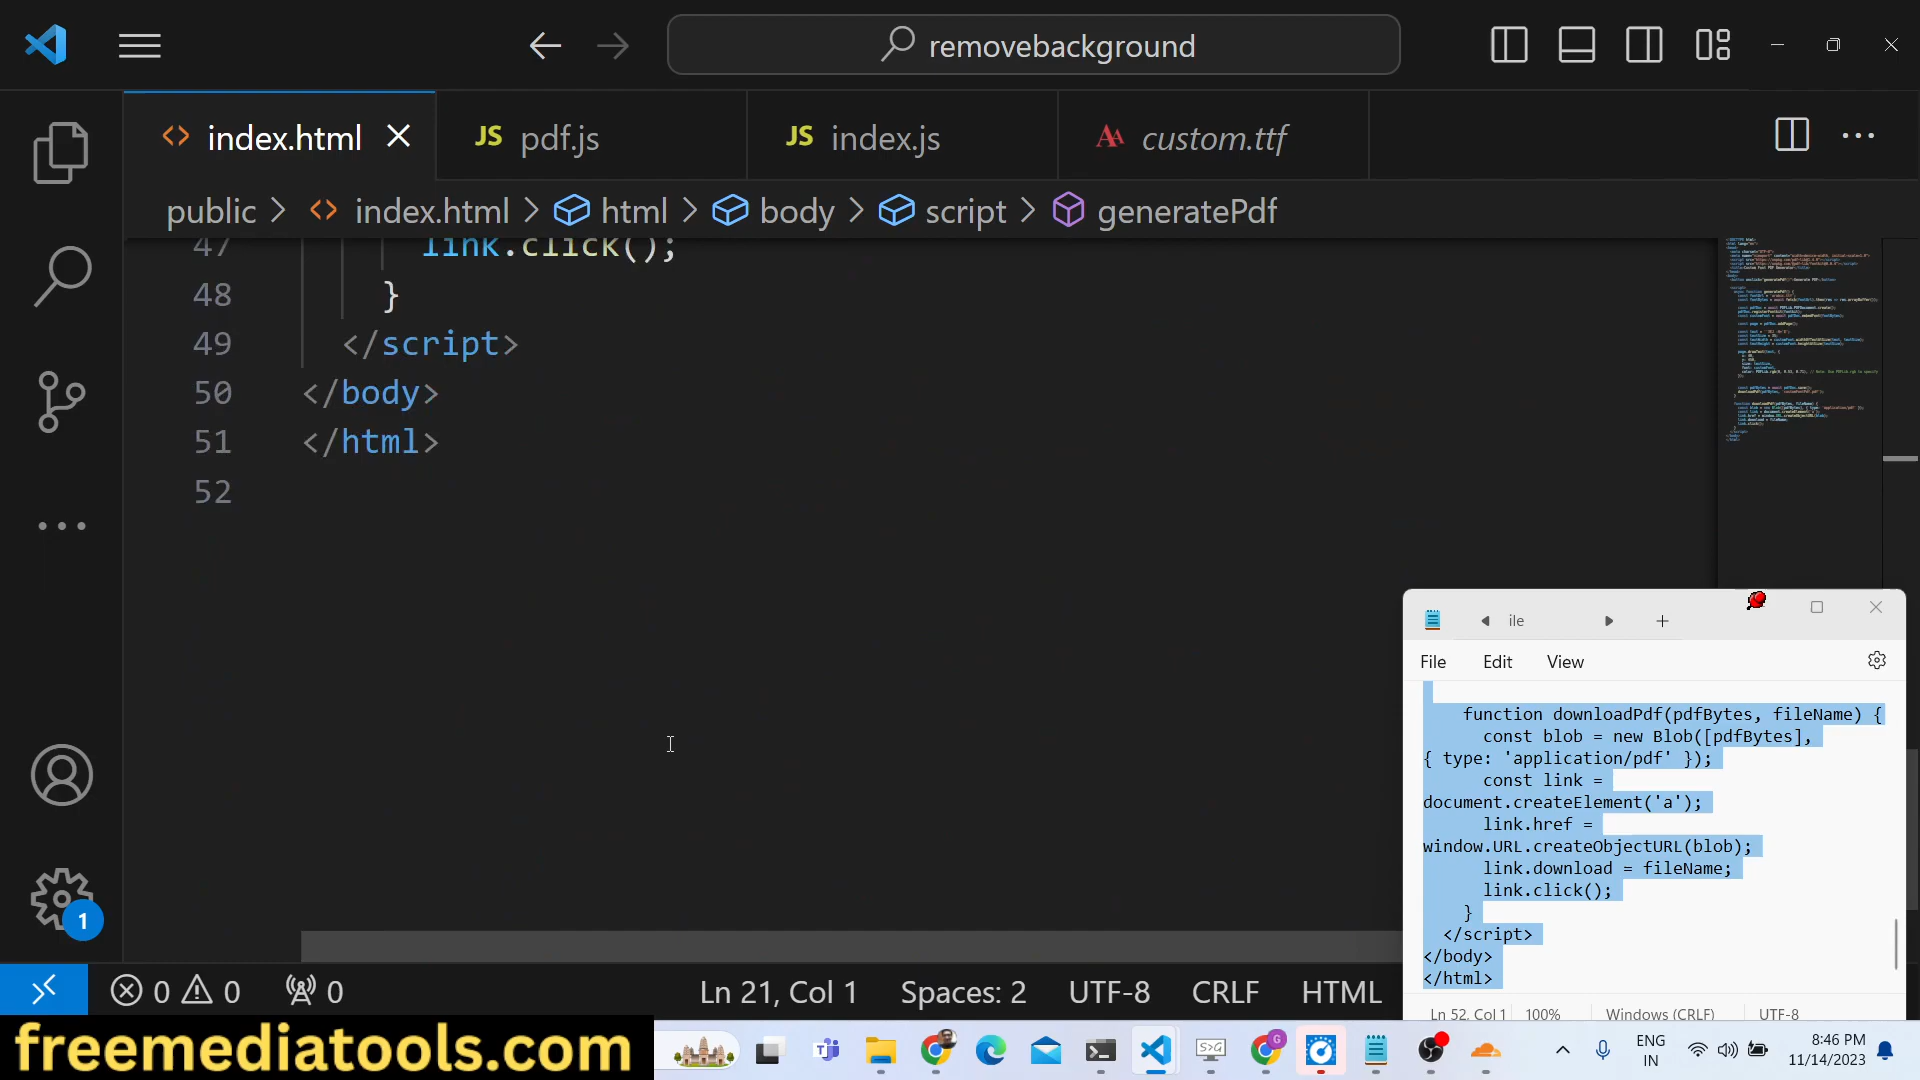 removebackground
index.html
JS pdf.js
JS index.js
custom.ttf
public > index.html > html > body > script > generatePdf
47 link.click();
48 }
49 </script>
50 </body>
51 </html>
52
ile
File Edit View
function downloadPdf(pdfBytes, fileName) {
const blob = new Blob([pdfBytes],
{ type: 'application/pdf' });
const link =
document.createElement('a');
link.href =
window.URL.createObjectURL(blob);
link.download = fileName;
link.click();
}
</script>
</body>
</html>
Ln 52, Col 1 100% Windows (CRLF) UTF-8
1
0 0 0 Ln 21, Col 1 Spaces: 2 UTF-8 CRLF HTML
freemediatools.com
ENG
IN
8:46 PM
11/14/2023